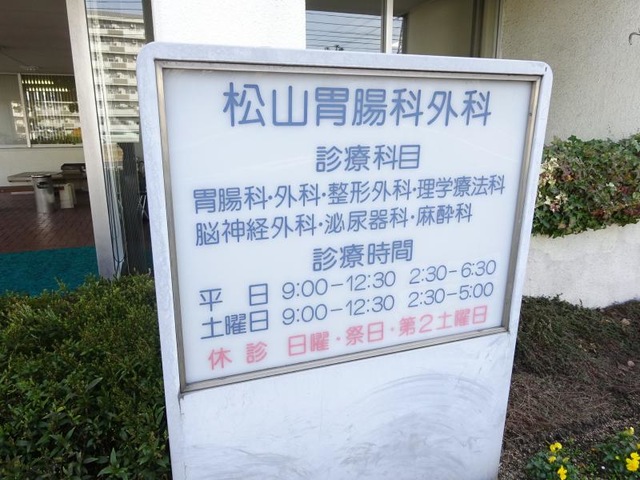 松山胃腸科外科
診療科目
胃腸科・外科・整形外科・理学療法科
脳神経外科・泌尿器科・麻酔科
診療時間
平 日 9:00-12:30 2:30-6:30
土曜日 9:00-12:30 2:30-5:00
休 診 日曜・祭日・第2土曜日